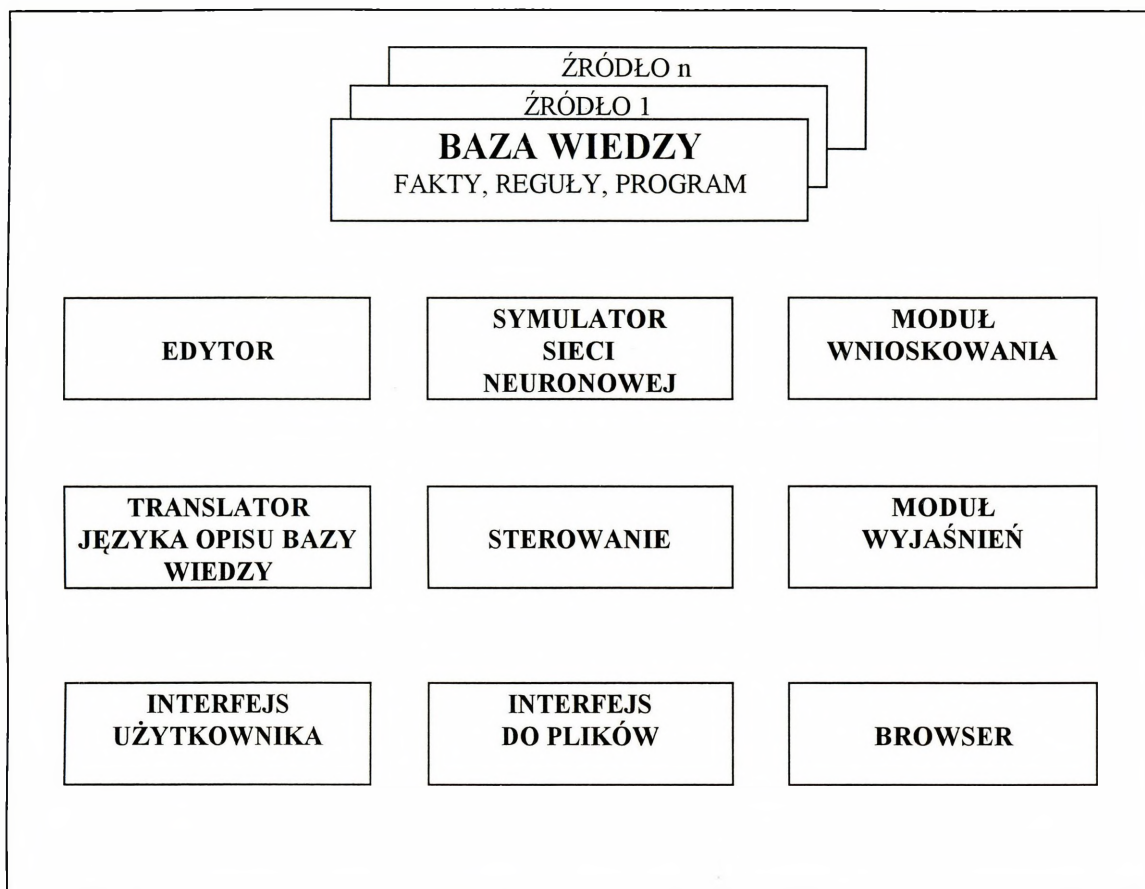 ŹRÓDŁO n
ŹRÓDŁO 1
BAZA WIEDZY
FAKTY, REGUŁY, PROGRAM
EDYTOR
SYMULATOR
SIECI
NEURONOWEJ
MODUŁ
WNIOSKOWANIA
TRANSLATOR
JĘZYKA OPISU BAZY
WIEDZY
STEROWANIE
MODUŁ
WYJAŚNIEŃ
INTERFEJS
UŻYTKOWNIKA
INTERFEJS
DO PLIKÓW
BROWSER